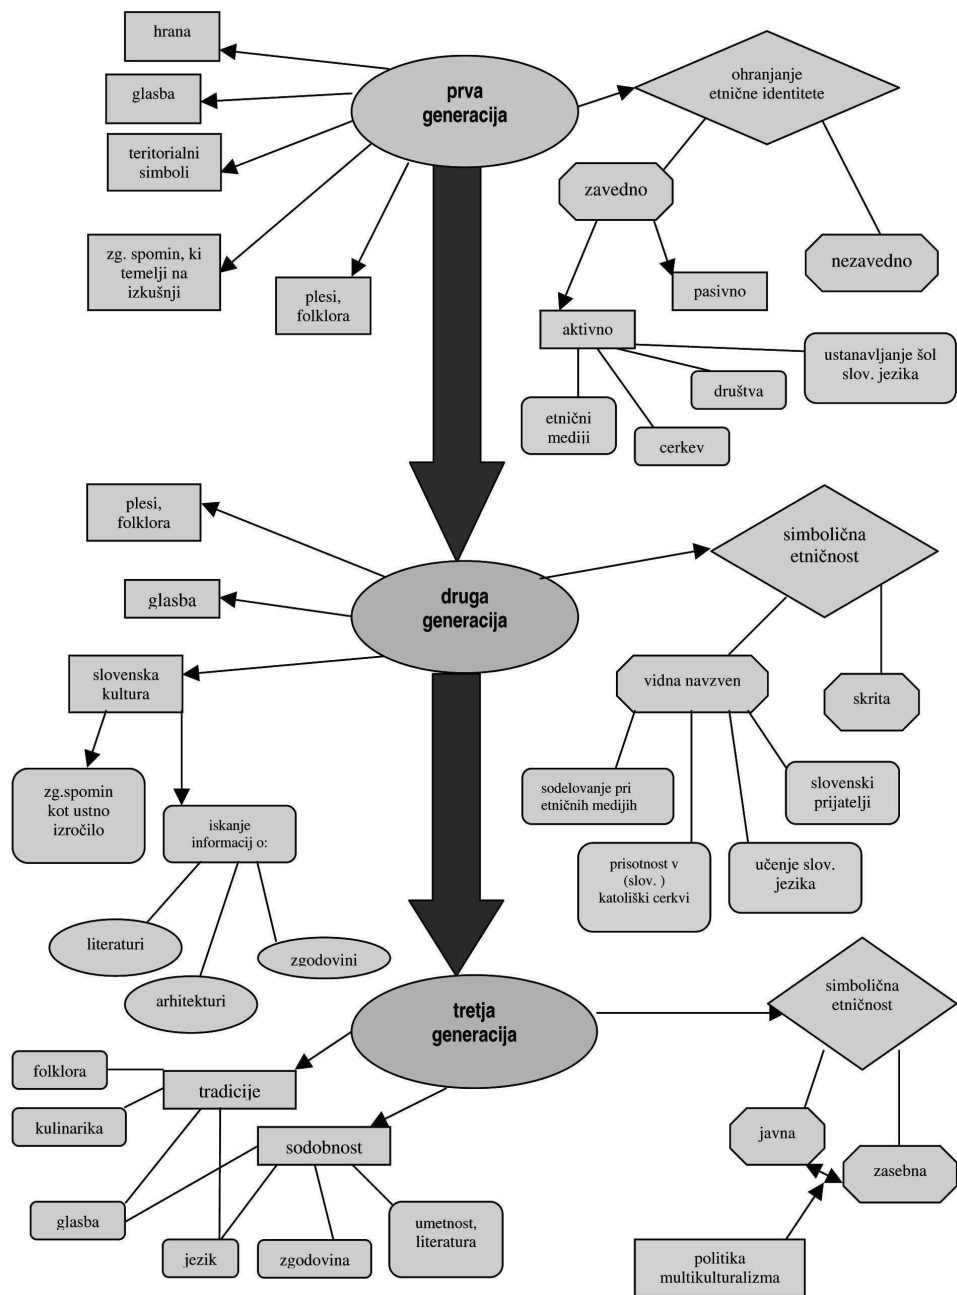 hrana
glasba
teritorialni
simboli
zg. spomin, ki
temelji na
izkušnji
plesi,
folklora
prva
generacija
ohranjanje
etnične identitete
zavedno
nezavedno
pasivno
aktivno
ustanavljanje šol
slov. jezika
društva
etnični
mediji
cerkev
plesi,
folklora
glasba
slovenska
kultura
zg.spomin
kot ustno
izročilo
iskanje
informacij o:
literaturi
arhitekturi
zgodovini
druga
generacija
simbolična
etničnost
vidna navzven
skrita
sodelovanje pri
etničnih medijih
slovenski
prijatelji
prisotnost v
(slov. )
katoliški cerkvi
učenje slov.
jezika
tretja
generacija
simbolična
etničnost
folklora
kulinarika
tradicije
sodobnost
glasba
jezik
zgodovina
umetnost,
literatura
javna
zasebna
politika
multikulturalizma